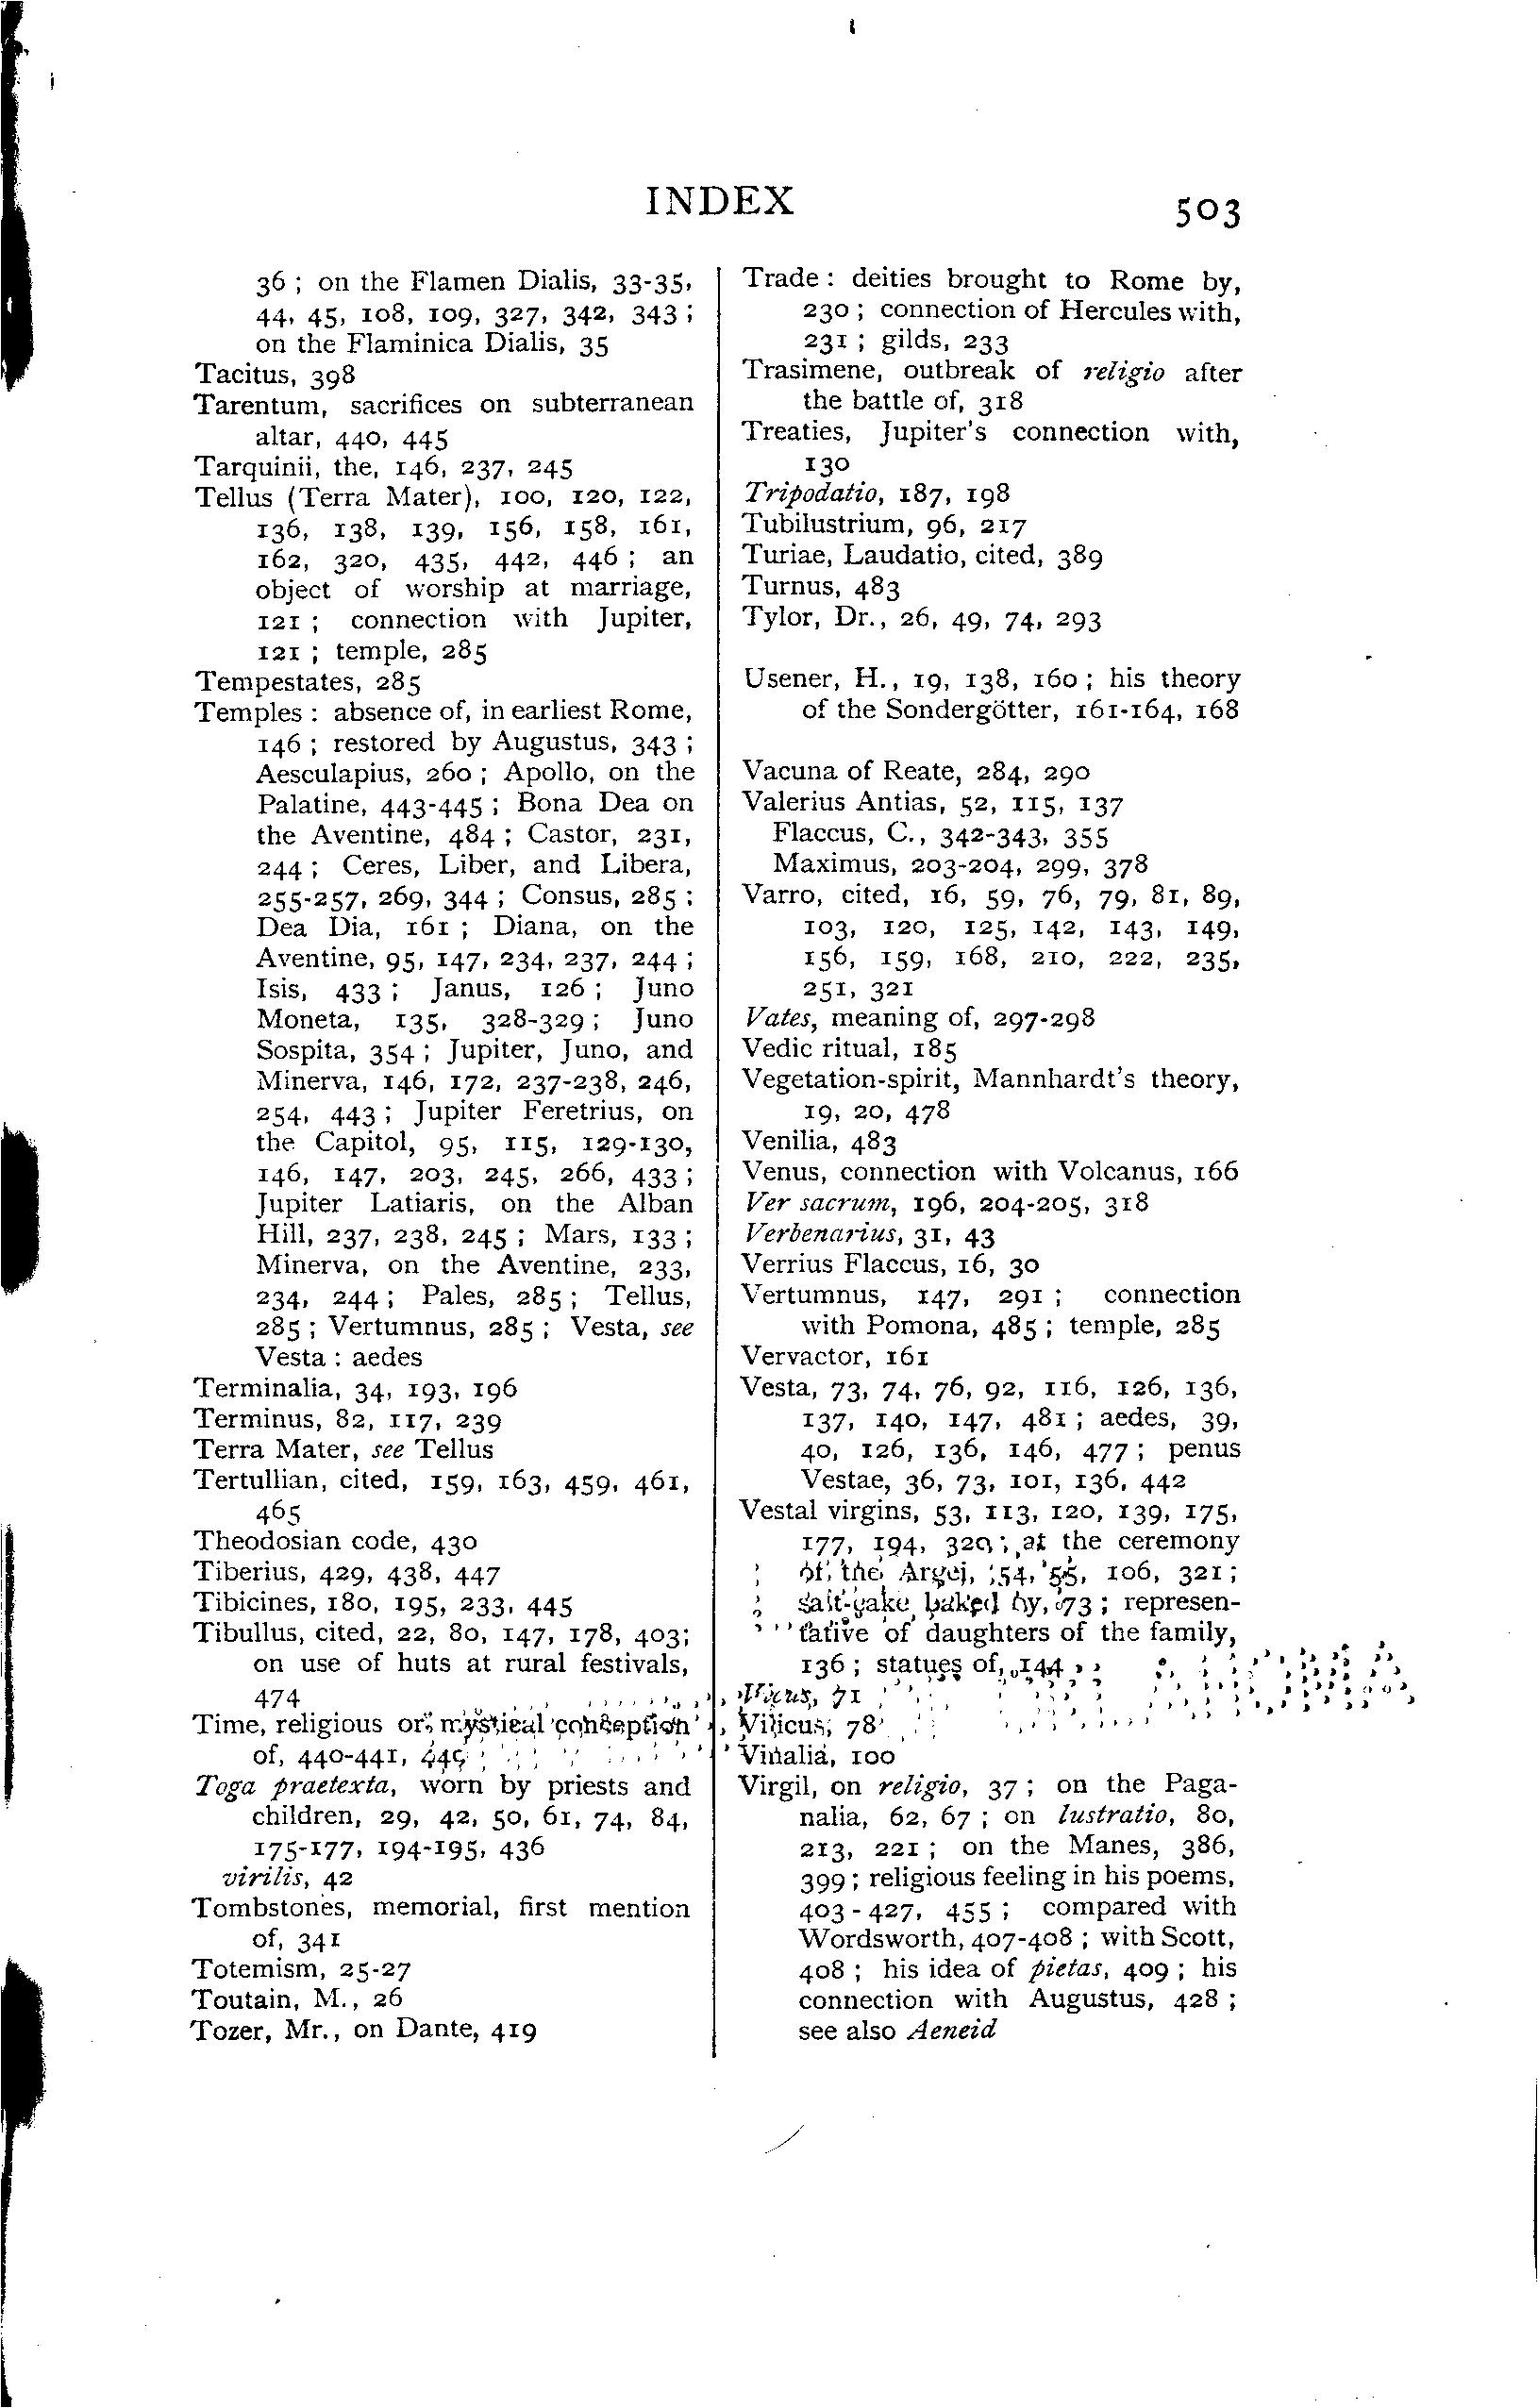 INDEX
503
36 ; on the Flamen Dialis, 33-35,
44, 45, 108, 109, 327, 342, 343 ;
on the Flaminica Dialis, 35
Tacitus, 398
Tarentum, sacrifices on subterranean
altar, 440, 445
Tarquinii, the, 146, 237, 245
Tellus (Terra Mater), 100, 120, 122,
136, 138, 139, 156, 158, 161,
162, 320, 435, 442, 446 ; an
object of worship at marriage,
121 ; connection with Jupiter,
121 ; temple, 285
Tempestates, 285
Temples : absence of, in earliest Rome,
146 ; restored by Augustus, 343 ;
Aesculapius, 260 ; Apollo, on the
Palatine, 443-445 ; Bona Dea on
the Aventine, 484 ; Castor, 231,
244 ; Ceres, Liber, and Libera,
255-257, 269, 344 ; Consus, 285 ;
Dea Dia, 161 ; Diana, on the
Aventine, 95, 147, 234, 237, 244 ;
Isis, 433 ; Janus, 126 ; Juno
Moneta, 135, 328-329 ; Juno
Sospita, 354 ; Jupiter, Juno, and
Minerva, 146, 172, 237-238, 246,
254, 443 ; Jupiter Feretrius, on
the Capitol, 95, 115, 129-130,
146, 147, 203, 245, 266, 433 ;
Jupiter Latiaris, on the Alban
Hill, 237, 238, 245 ; Mars, 133 ;
Minerva, on the Aventine, 233,
234, 244 ; Pales, 285 ; Tellus,
285 ; Vertumnus, 285 ; Vesta, see
Vesta : aedes
Terminalia, 34, 193, 196
Terminus, 82, 117, 239
Terra Mater, see Tellus
Tertullian, cited, 159, 163, 459, 461,
465
Theodosian code, 430
Tiberius, 429, 438, 447
Tibicines, 180, 195, 233, 445
Tibullus, cited, 22, 80, 147, 178, 403;
on use of huts at rural festivals,
474
Time, religious or mystical conception
of, 440-441,
Toga praetexta, worn by priests and
children, 29, 42, 50, 61, 74, 84,
175-177, 194-195, 436
virilis, 42
Tombstones, memorial, first mention
of, 341
Totemism, 25-27
Toutain, M., 26
Tozer, Mr., on Dante, 419
Trade : deities brought to Rome by,
230 ; connection of Hercules with,
231 ; gilds, 233
Trasimene, outbreak of religio after
the battle of, 318
Treaties, Jupiter's connection with,
130
Tripodatio, 187, 198
Tubilustrium, 96, 217
Turiae, Laudatio, cited, 389
Turnus, 483
Tylor, Dr., 26, 49, 74, 293
Usener, H., 19, 138, 160 ; his theory
of the Sondergötter, 161-164, 168
Vacuna of Reate, 284, 290
Valerius Antias, 52, 115, 137
Flaccus, C., 342-343, 355
Maximus, 203-204, 299, 378
Varro, cited, 16, 59, 76, 79, 81, 89,
103, 120, 125, 142, 143, 149,
156, 159, 168, 210, 222, 235,
251, 321
Vates, meaning of, 297-298
Vedic ritual, 185
Vegetation-spirit, Mannhardt's theory,
19, 20, 478
Venilia, 483
Venus, connection with Volcanus, 166
Ver sacrum, 196, 204-205, 318
Verbenarius, 31, 43
Verrius Flaccus, 16, 30
Vertumnus, 147, 291 ; connection
with Pomona, 485 ; temple, 285
Vervactor, 161
Vesta, 73, 74, 76, 92, 116, 126, 136,
137, 140, 147, 481 ; aedes, 39,
40, 126, 136, 146, 477 ; penus
Vestae, 36, 73, 101, 136, 442
Vestal virgins, 53, 113, 120, 139, 175,
177, 194, 320 ; at the ceremony
of the Argei, 54, 55, 106, 321 ;
salt-cake baked by, 73 ; represen-
tative of daughters of the family,
136 ; statues of, 144
Vicus, 71
Vilicus, 78
Vinalia, 100
Virgil, on religio, 37 ; on the Paga-
nalia, 62, 67 ; on lustratio, 80,
213, 221 ; on the Manes, 386,
399 ; religious feeling in his poems,
403-427, 455 ; compared with
Wordsworth, 407-408 ; with Scott,
408 ; his idea of pietas, 409 ; his
connection with Augustus, 428 ;
see also Aeneid